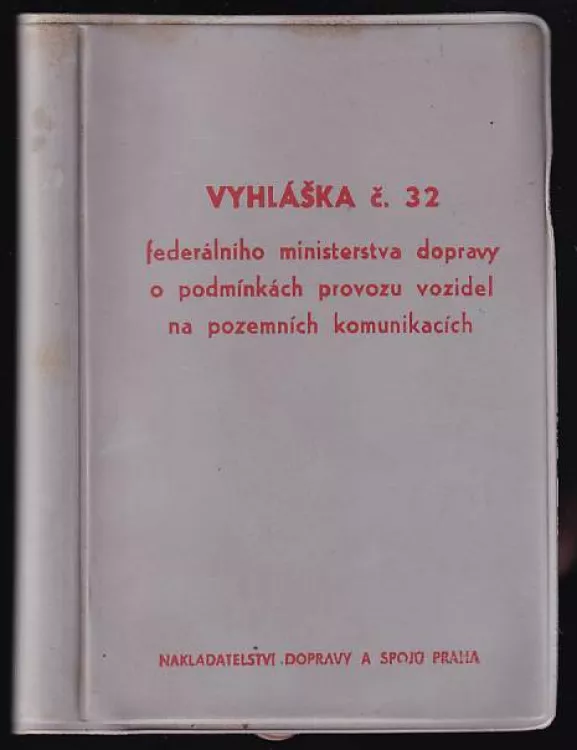 VYHLÁŠKA č. 32
federálního ministerstva dopravy
o podmínkách provozu vozidel
na pozemních komunikacích
NAKLADATELSTVÍ DOPRAVY A SPOJŮ PRAHA